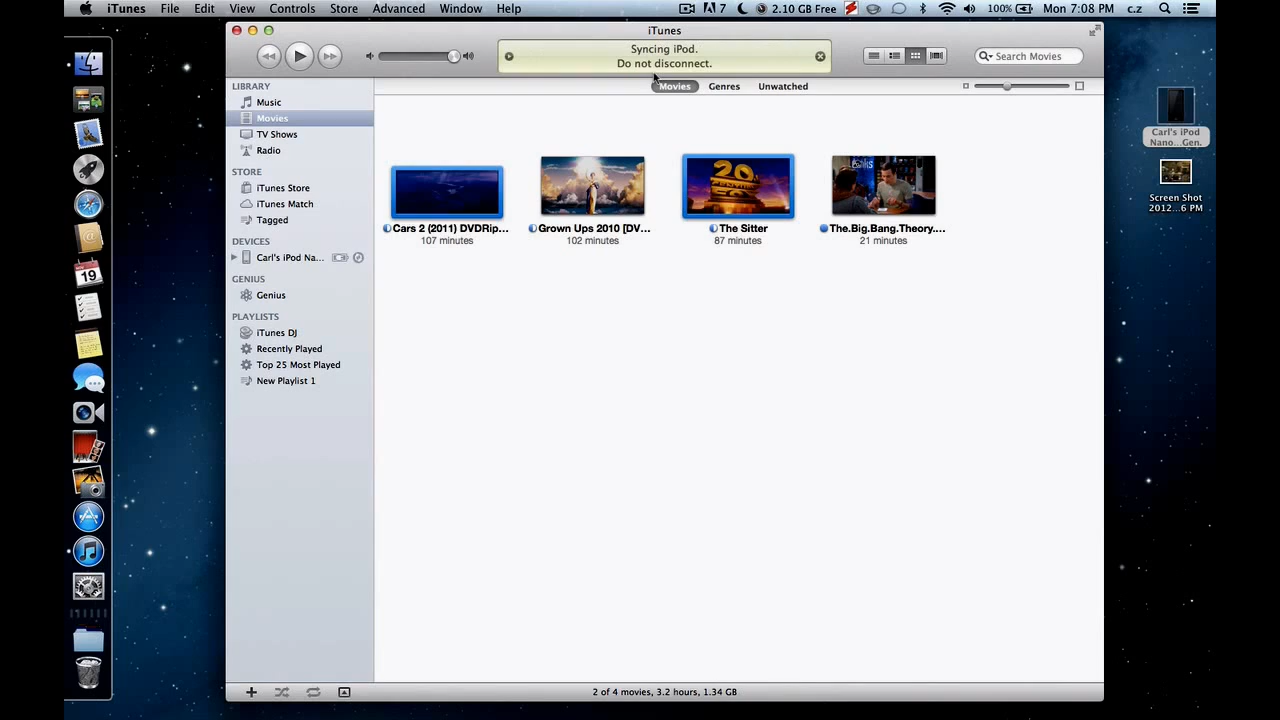 iTunes File Edit View Controls Store Advanced Window Help 7 2.10 GB Free 100% Mon 7:08 PM c.z
iTunes
Syncing iPod.
Do not disconnect.
Search Movies
Movies Genres Unwatched
LIBRARY
Music
Movies
TV Shows
Radio
STORE
iTunes Store
iTunes Match
Tagged
DEVICES
Carl's iPod Na...
GENIUS
Genius
PLAYLISTS
iTunes DJ
Recently Played
Top 25 Most Played
New Playlist 1
20
Cars 2 (2011) DVDRip...
107 minutes
Grown Ups 2010 [DV...
102 minutes
The Sitter
87 minutes
The.Big.Bang.Theory....
21 minutes
2 of 4 movies, 3.2 hours, 1.34 GB
Carl's iPod
Nano...Gen.
Screen Shot
2012...6 PM
19